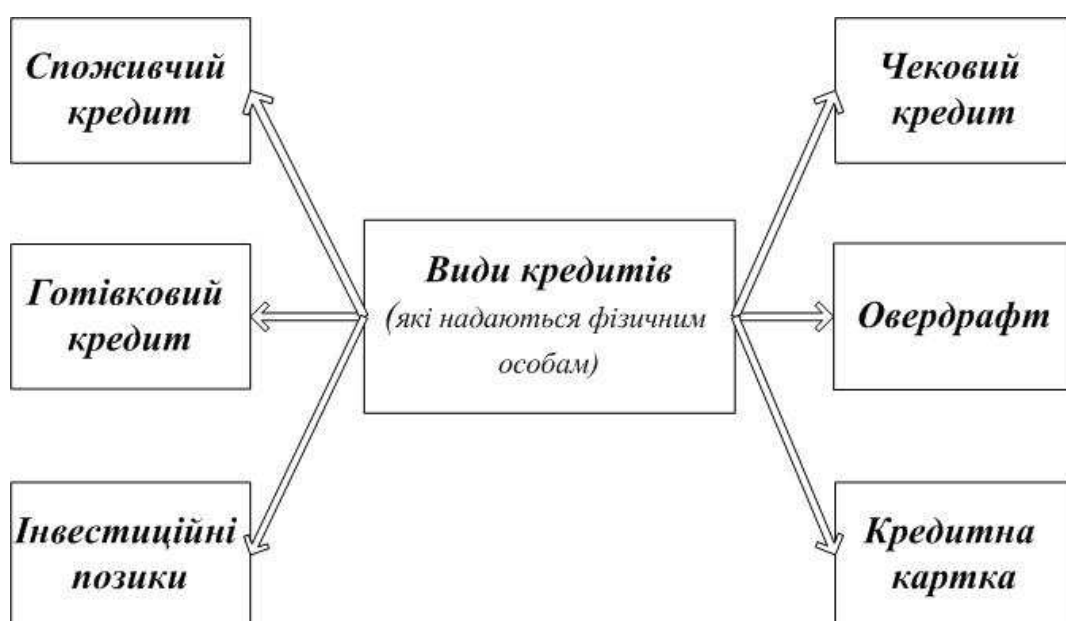 Споживчий
кредит
Готівковий
кредит
Інвестиційні
позики
Види кредитів
(які надаються фізичним
особам)
Чековий
кредит
Овердрафт
Кредитна
картка